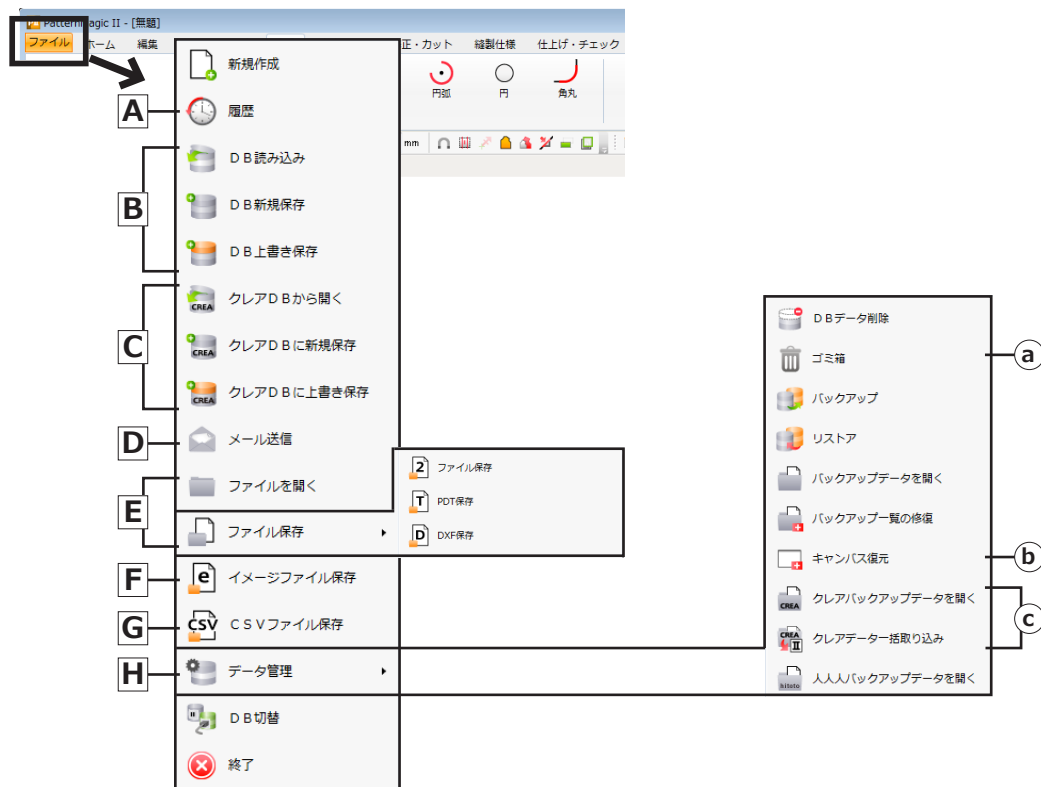 PatternMagic II - [無題]
ファイル ホーム 編集 正・カット 縫製仕様 仕上げ・チェック
円弧 円 角丸
mm
新規作成
A 履歴
B
ＤＢ読み込み
ＤＢ新規保存
ＤＢ上書き保存
C
CREA クレアＤＢから開く
CREA クレアＤＢに新規保存
CREA クレアＤＢに上書き保存
D メール送信
E
ファイルを開く
ファイル保存
2 ファイル保存
T PDT保存
D DXF保存
F e イメージファイル保存
G CSV ＣＳＶファイル保存
H データ管理
ＤＢ切替
終了
ＤＢデータ削除
ゴミ箱 a
バックアップ
リストア
バックアップデータを開く
バックアップ一覧の修復
キャンバス復元 b
CREA クレアバックアップデータを開く
c
CREA II クレアデータ一括取り込み
hitoto 人人人バックアップデータを開く